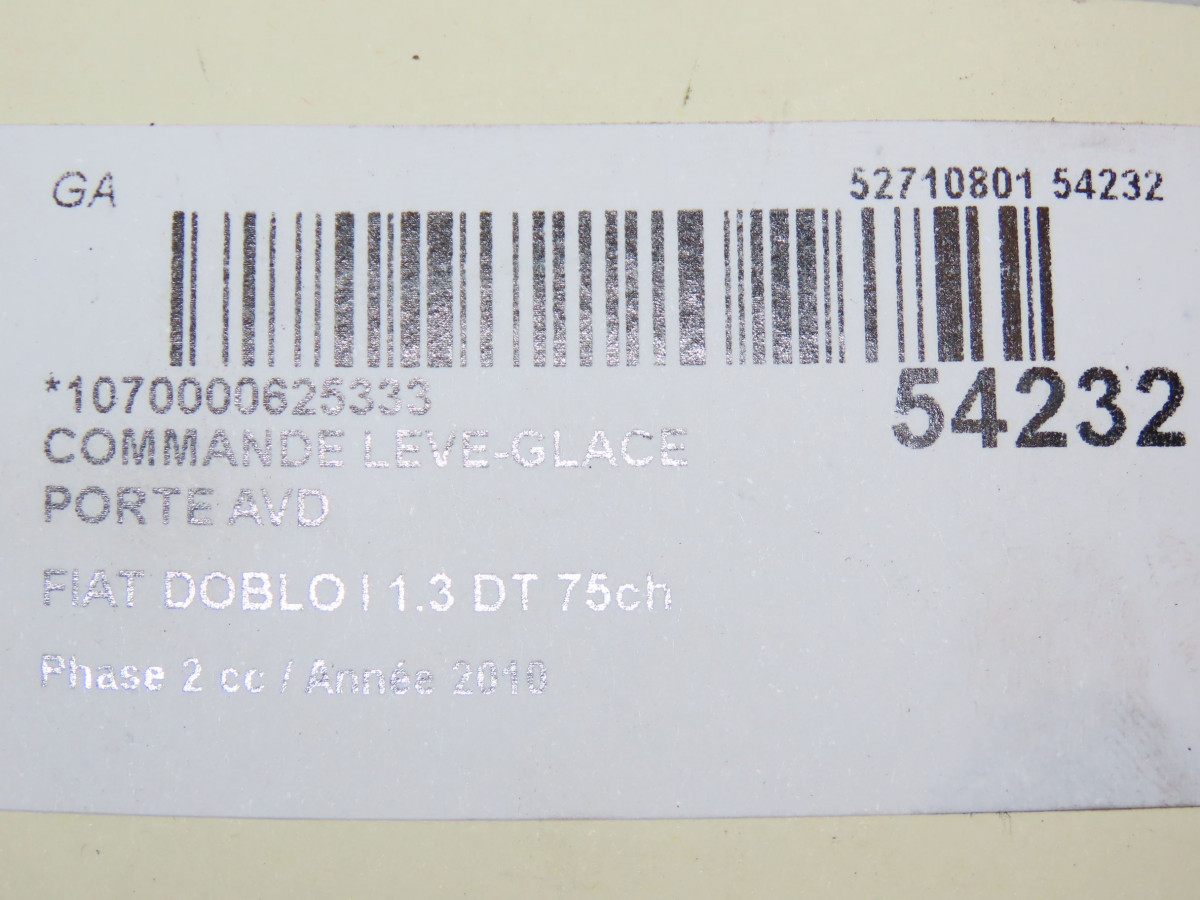 GA
52710801 54232
*1070000625333
54232
COMMANDE LEVE-GLACE
PORTE AVD
FIAT DOBLO I 1.3 DT 75ch
Phase 2 cc / Année 2010